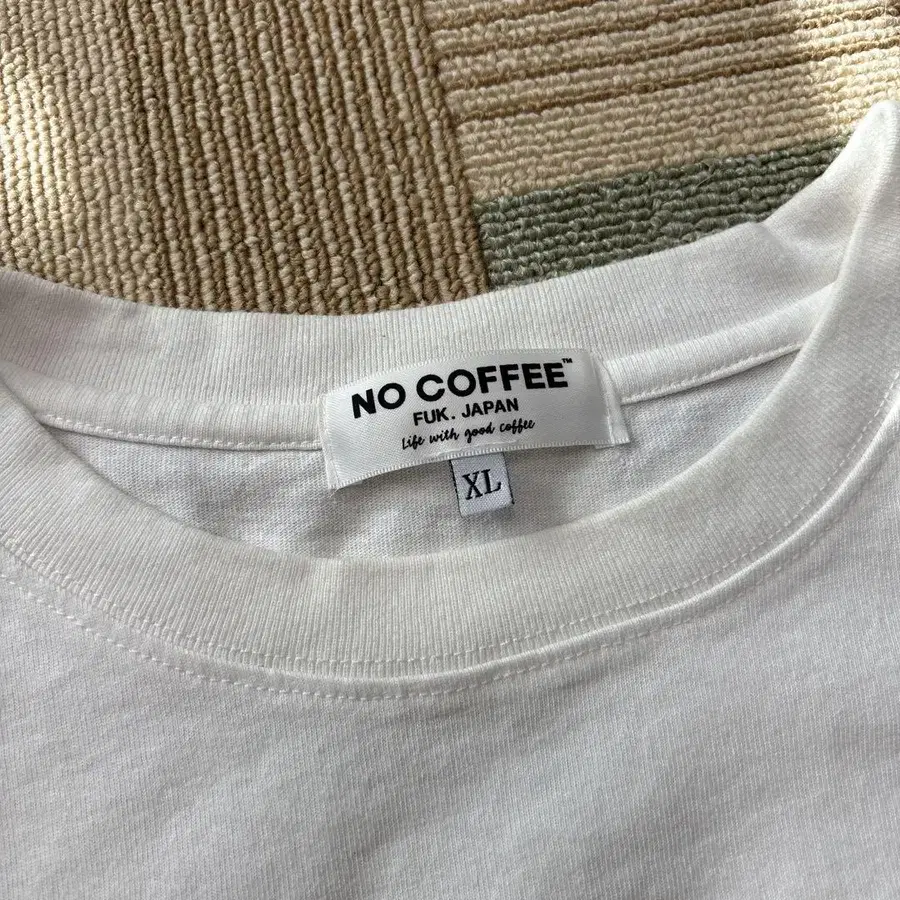 NO COFFEE™
FUK. JAPAN
Life with good coffee
XL